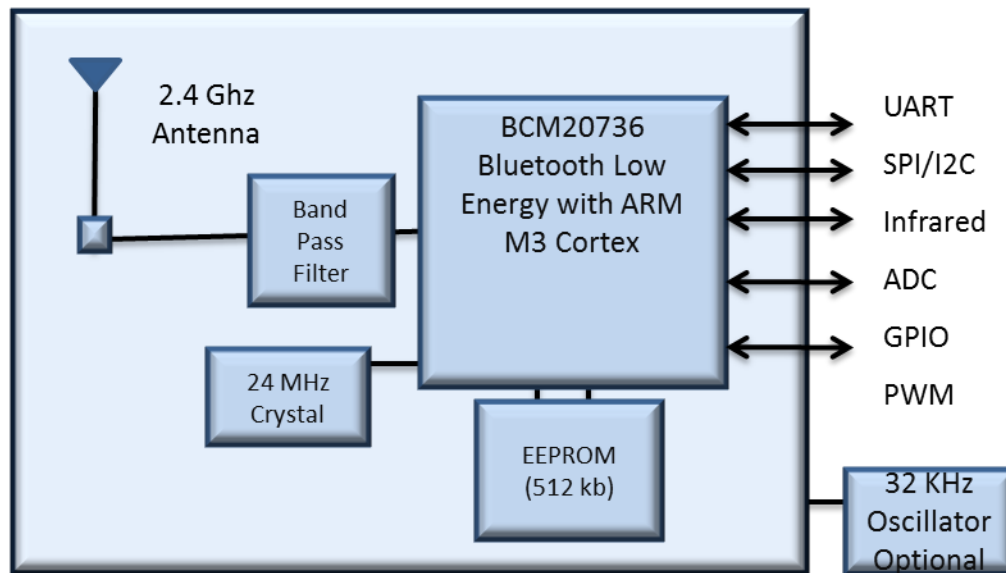 2.4 Ghz
Antenna
Band
Pass
Filter
24 MHz
Crystal
BCM20736
Bluetooth Low
Energy with ARM
M3 Cortex
EEPROM
(512 kb)
UART
SPI/I2C
Infrared
ADC
GPIO
PWM
32 KHz
Oscillator
Optional